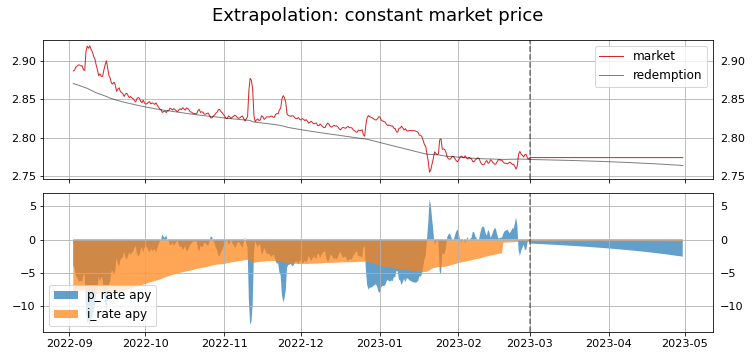 Extrapolation: constant market price
2.90 2.90
2.85 2.85
2.80 2.80
2.75 2.75
market
redemption
5 5
0 0
−5 −5
−10 −10
p_rate apy
i_rate apy
2022-09 2022-10 2022-11 2022-12 2023-01 2023-02 2023-03 2023-04 2023-05